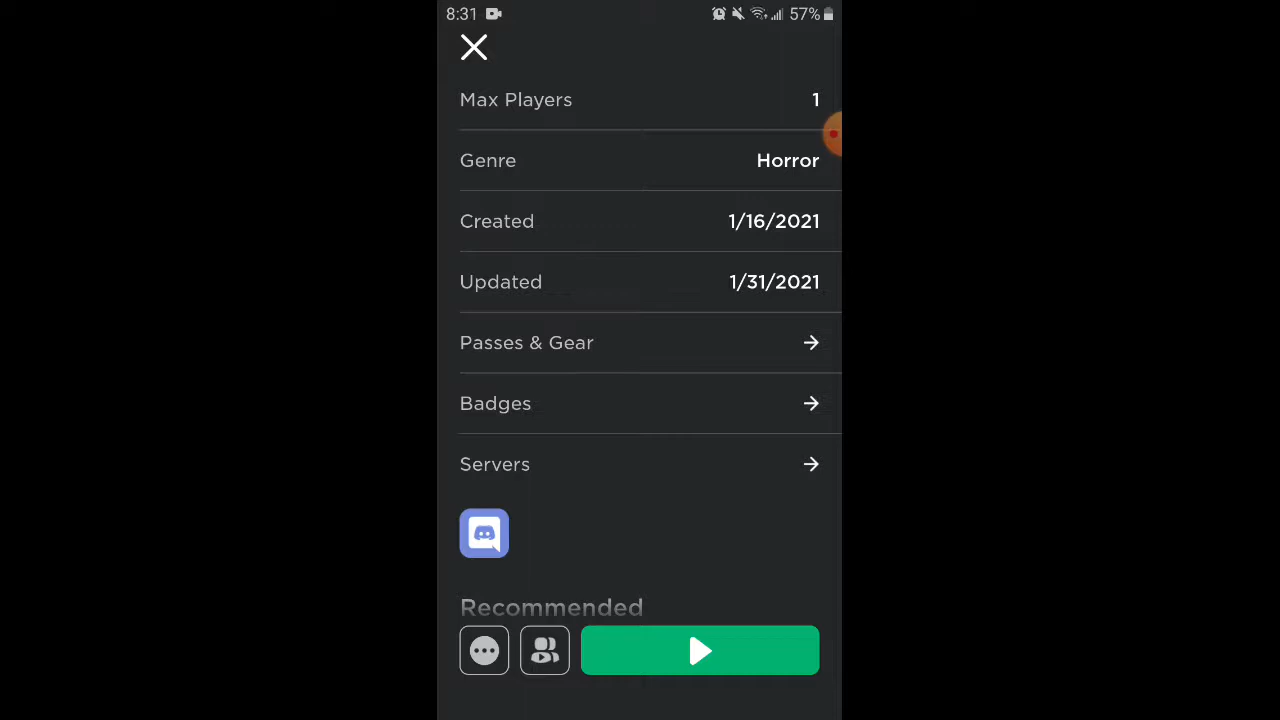 8:31 57%
Max Players 1
Genre Horror
Created 1/16/2021
Updated 1/31/2021
Passes & Gear
Badges
Servers
Recommended